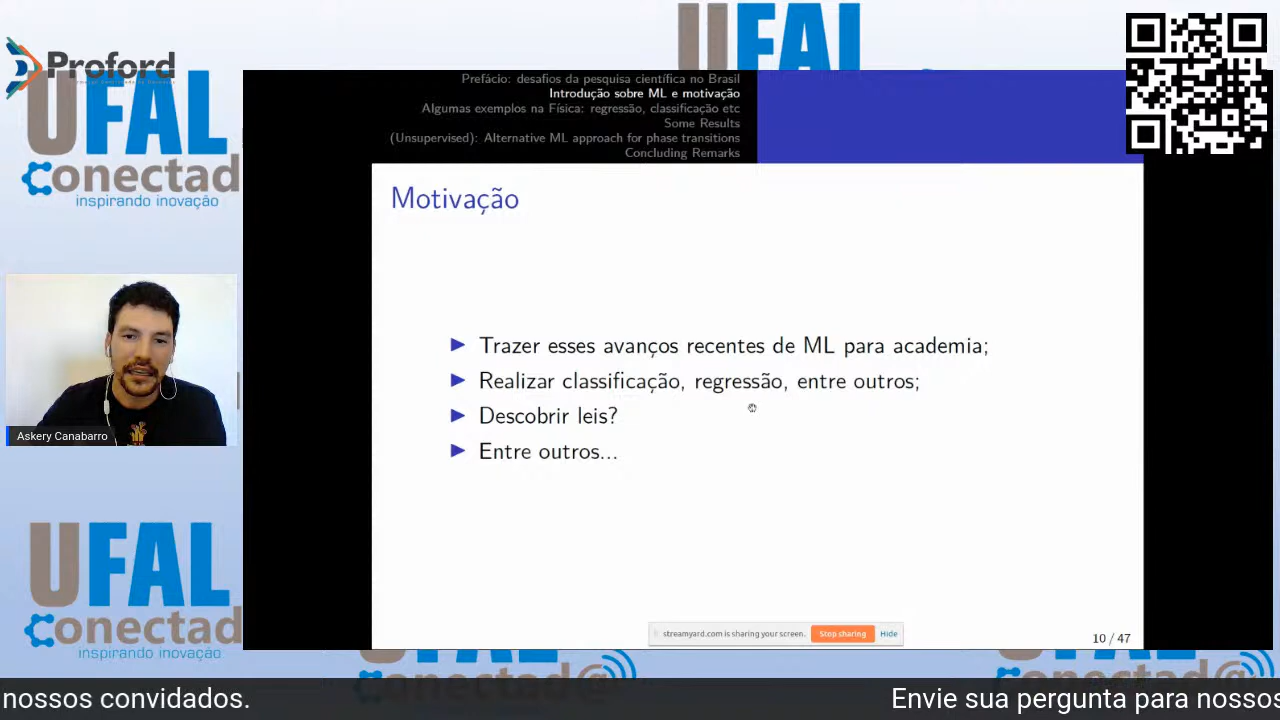 Proford
UFAL
conectad
inspirando inovação
UFAL
Prefácio: desafios da pesquisa científica no Brasil
Introdução sobre ML e motivação
Algumas exemplos na Física: regressão, classificação etc
Some Results
(Unsupervised): Alternative ML approach for phase transitions
Concluding Remarks
Motivação
Trazer esses avanços recentes de ML para academia;
Realizar classificação, regressão, entre outros;
Descobrir leis?
Entre outros...
Askery Canabarro
streamyard.com is sharing your screen.
Stop sharing
Hide
10 / 47
UFAL
conectad
inspirando inovação
conectad@
conectad@
nossos convidados.
Envie sua pergunta para nossos